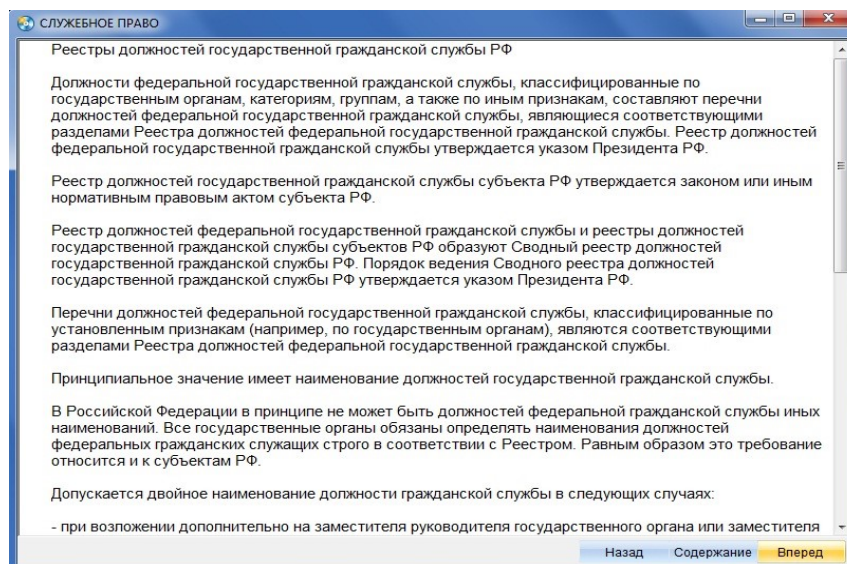 СЛУЖЕБНОЕ ПРАВО
Реестры должностей государственной гражданской службы РФ
Должности федеральной государственной гражданской службы, классифицированные по
государственным органам, категориям, группам, а также по иным признакам, составляют перечни
должностей федеральной государственной гражданской службы, являющиеся соответствующими
разделами Реестра должностей федеральной государственной гражданской службы. Реестр должностей
федеральной государственной гражданской службы утверждается указом Президента РФ.
Реестр должностей государственной гражданской службы субъекта РФ утверждается законом или иным
нормативным правовым актом субъекта РФ.
Реестр должностей федеральной государственной гражданской службы и реестры должностей
государственной гражданской службы субъектов РФ образуют Сводный реестр должностей
государственной гражданской службы РФ. Порядок ведения Сводного реестра должностей
государственной гражданской службы РФ утверждается указом Президента РФ.
Перечни должностей федеральной государственной гражданской службы, классифицированные по
установленным признакам (например, по государственным органам), являются соответствующими
разделами Реестра должностей федеральной государственной гражданской службы.
Принципиальное значение имеет наименование должностей государственной гражданской службы.
В Российской Федерации в принципе не может быть должностей федеральной гражданской службы иных
наименований. Все государственные органы обязаны определять наименования должностей
федеральных гражданских служащих строго в соответствии с Реестром. Равным образом это требование
относится и к субъектам РФ.
Допускается двойное наименование должности гражданской службы в следующих случаях:
- при возложении дополнительно на заместителя руководителя государственного органа или заместителя
Назад Содержание Вперед